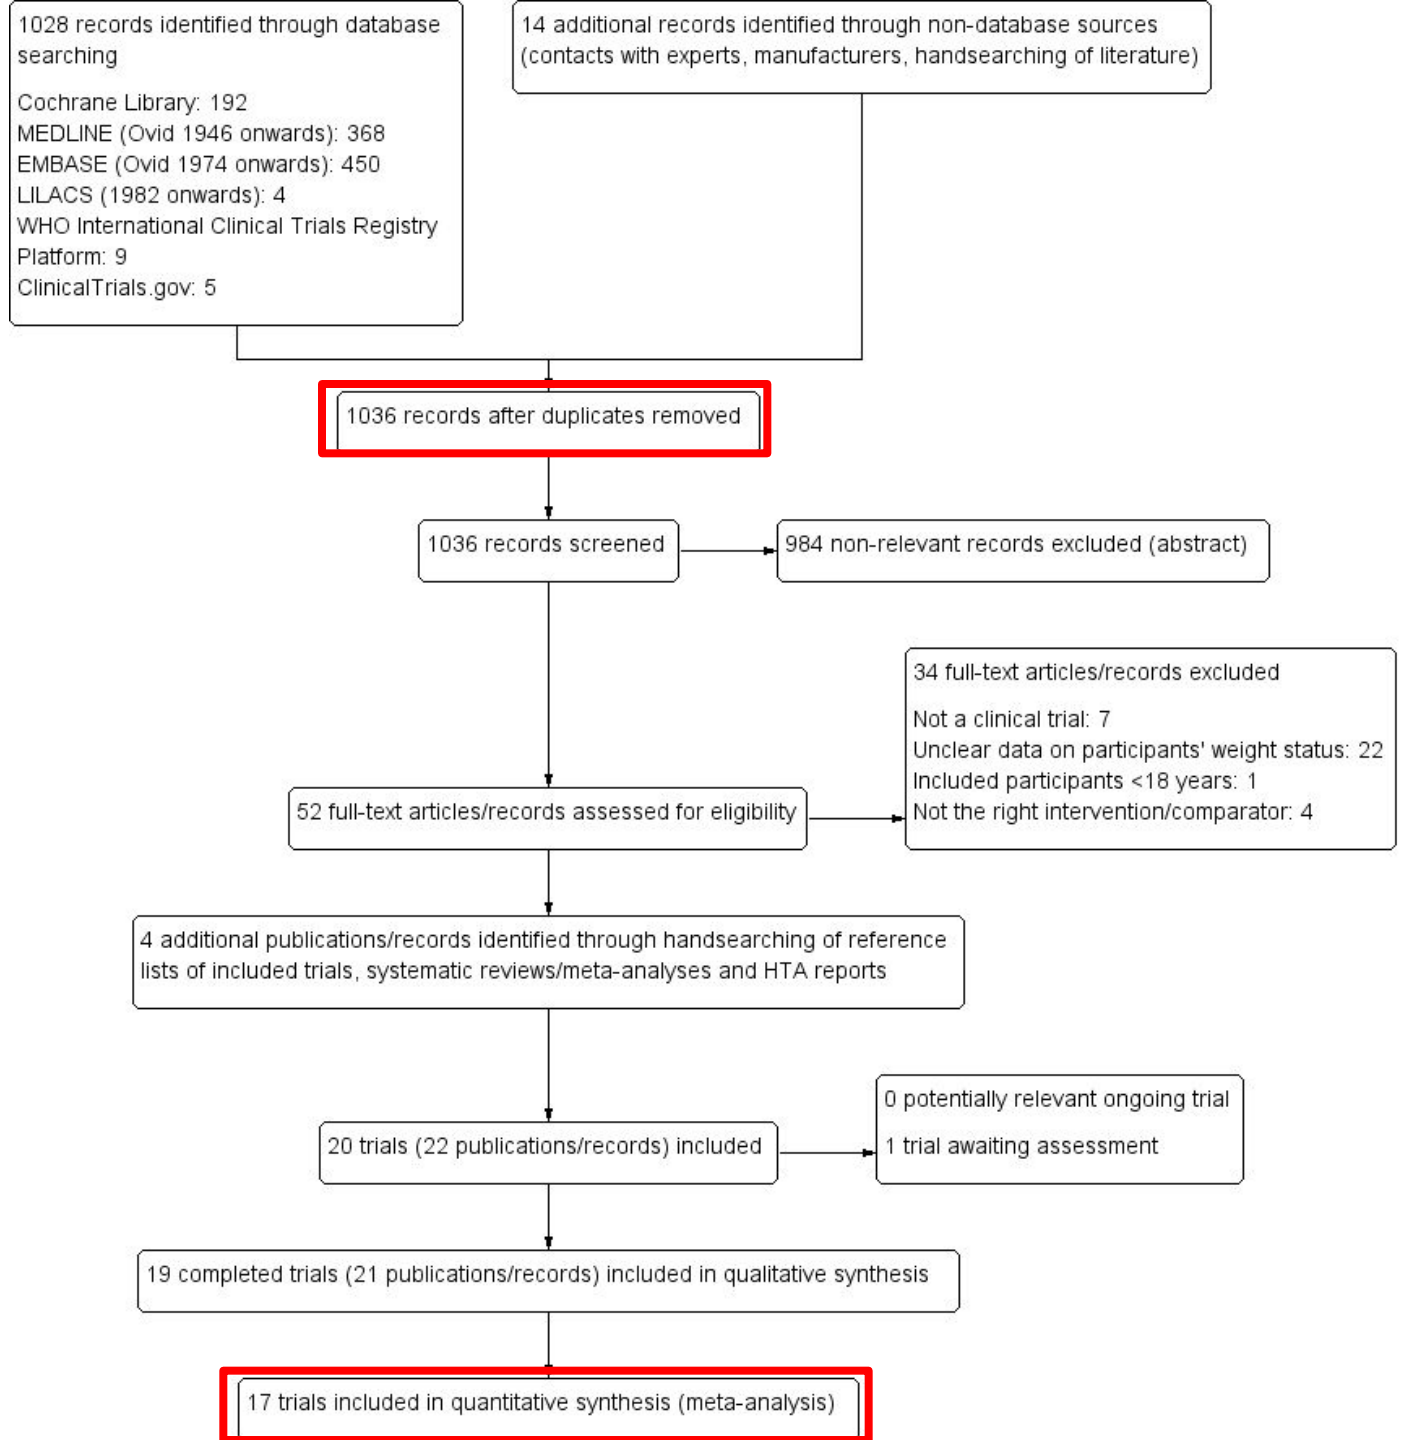 1028 records identified through database
searching
Cochrane Library: 192
MEDLINE (Ovid 1946 onwards): 368
EMBASE (Ovid 1974 onwards): 450
LILACS (1982 onwards): 4
WHO International Clinical Trials Registry
Platform: 9
ClinicalTrials.gov: 5
14 additional records identified through non-database sources
(contacts with experts, manufacturers, handsearching of literature)
1036 records after duplicates removed
1036 records screened
984 non-relevant records excluded (abstract)
34 full-text articles/records excluded
Not a clinical trial: 7
Unclear data on participants' weight status: 22
Included participants <18 years: 1
Not the right intervention/comparator: 4
52 full-text articles/records assessed for eligibility
4 additional publications/records identified through handsearching of reference
lists of included trials, systematic reviews/meta-analyses and HTA reports
0 potentially relevant ongoing trial
1 trial awaiting assessment
20 trials (22 publications/records) included
19 completed trials (21 publications/records) included in qualitative synthesis
17 trials included in quantitative synthesis (meta-analysis)